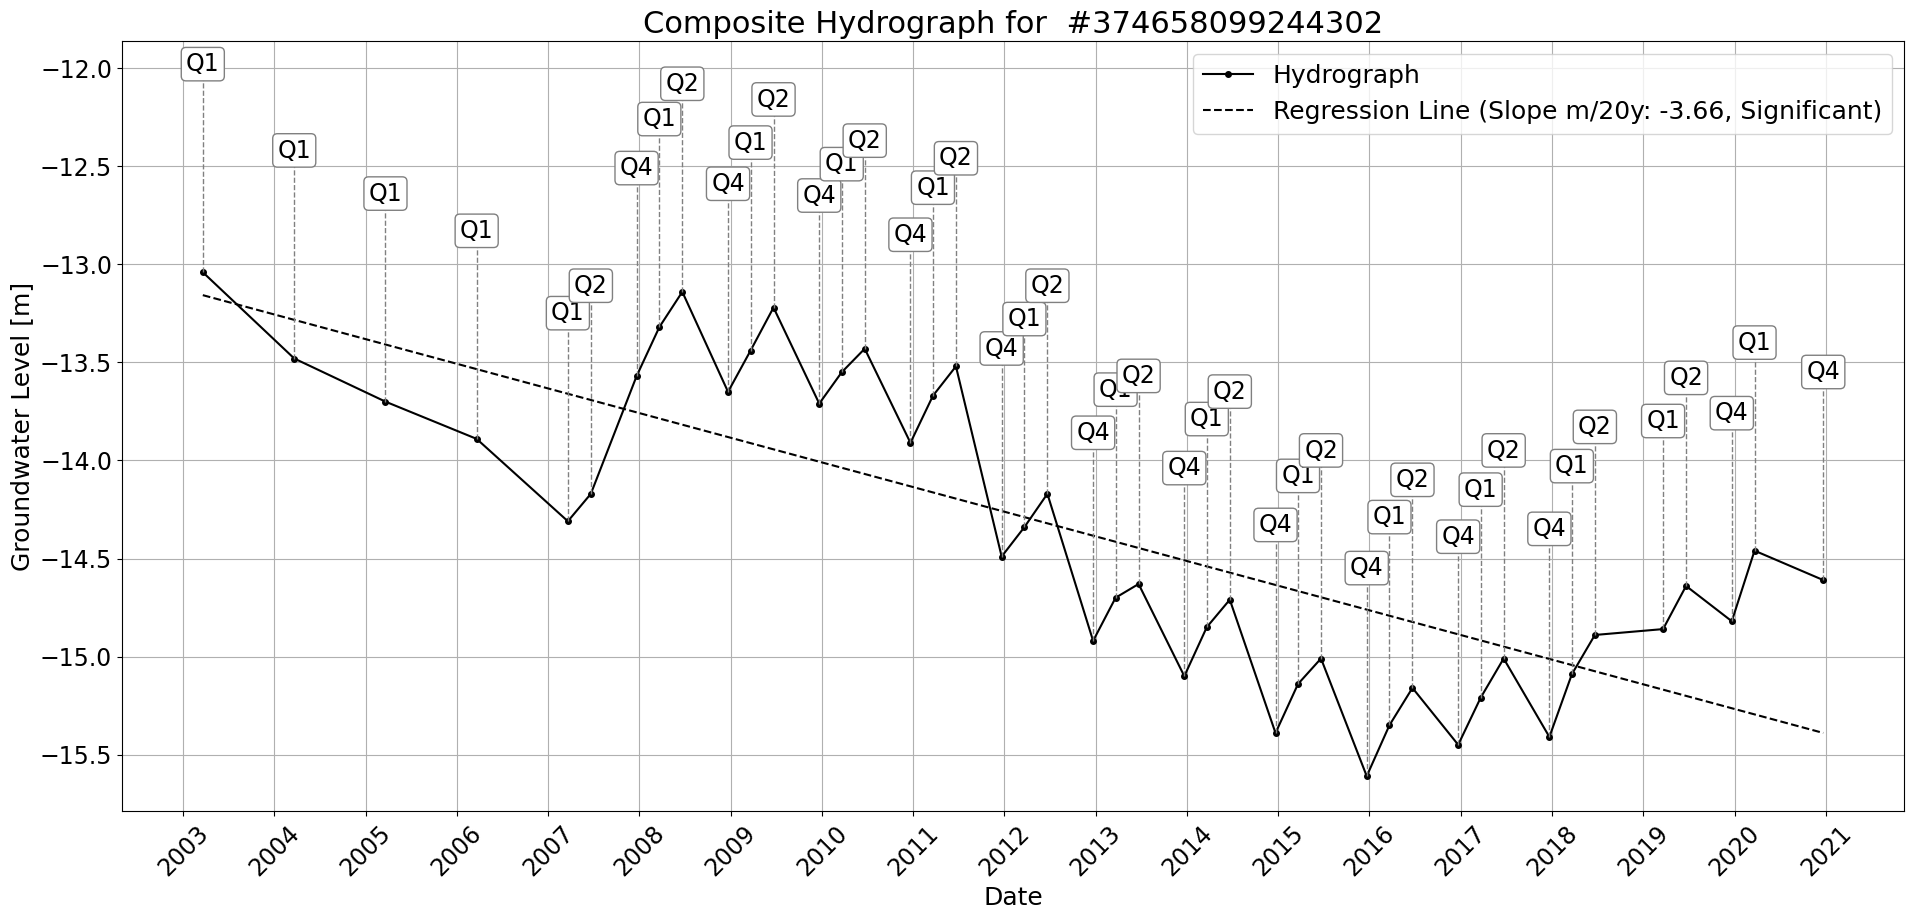 Composite Hydrograph for  #374658099244302
Hydrograph
Regression Line (Slope m/20y: -3.66, Significant)
Groundwater Level [m]
−12.0
−12.5
−13.0
−13.5
−14.0
−14.5
−15.0
−15.5
Q1
Q1
Q1
Q1
Q1
Q2
Q4
Q1
Q2
Q4
Q1
Q2
Q4
Q1
Q2
Q4
Q1
Q2
Q4
Q1
Q2
Q4
Q1
Q2
Q4
Q1
Q2
Q4
Q1
Q2
Q4
Q1
Q2
Q4
Q1
Q2
Q4
Q1
Q2
Q1
Q2
Q4
Q1
Q4
2003
2004
2005
2006
2007
2008
2009
2010
2011
2012
2013
2014
2015
2016
2017
2018
2019
2020
2021
Date